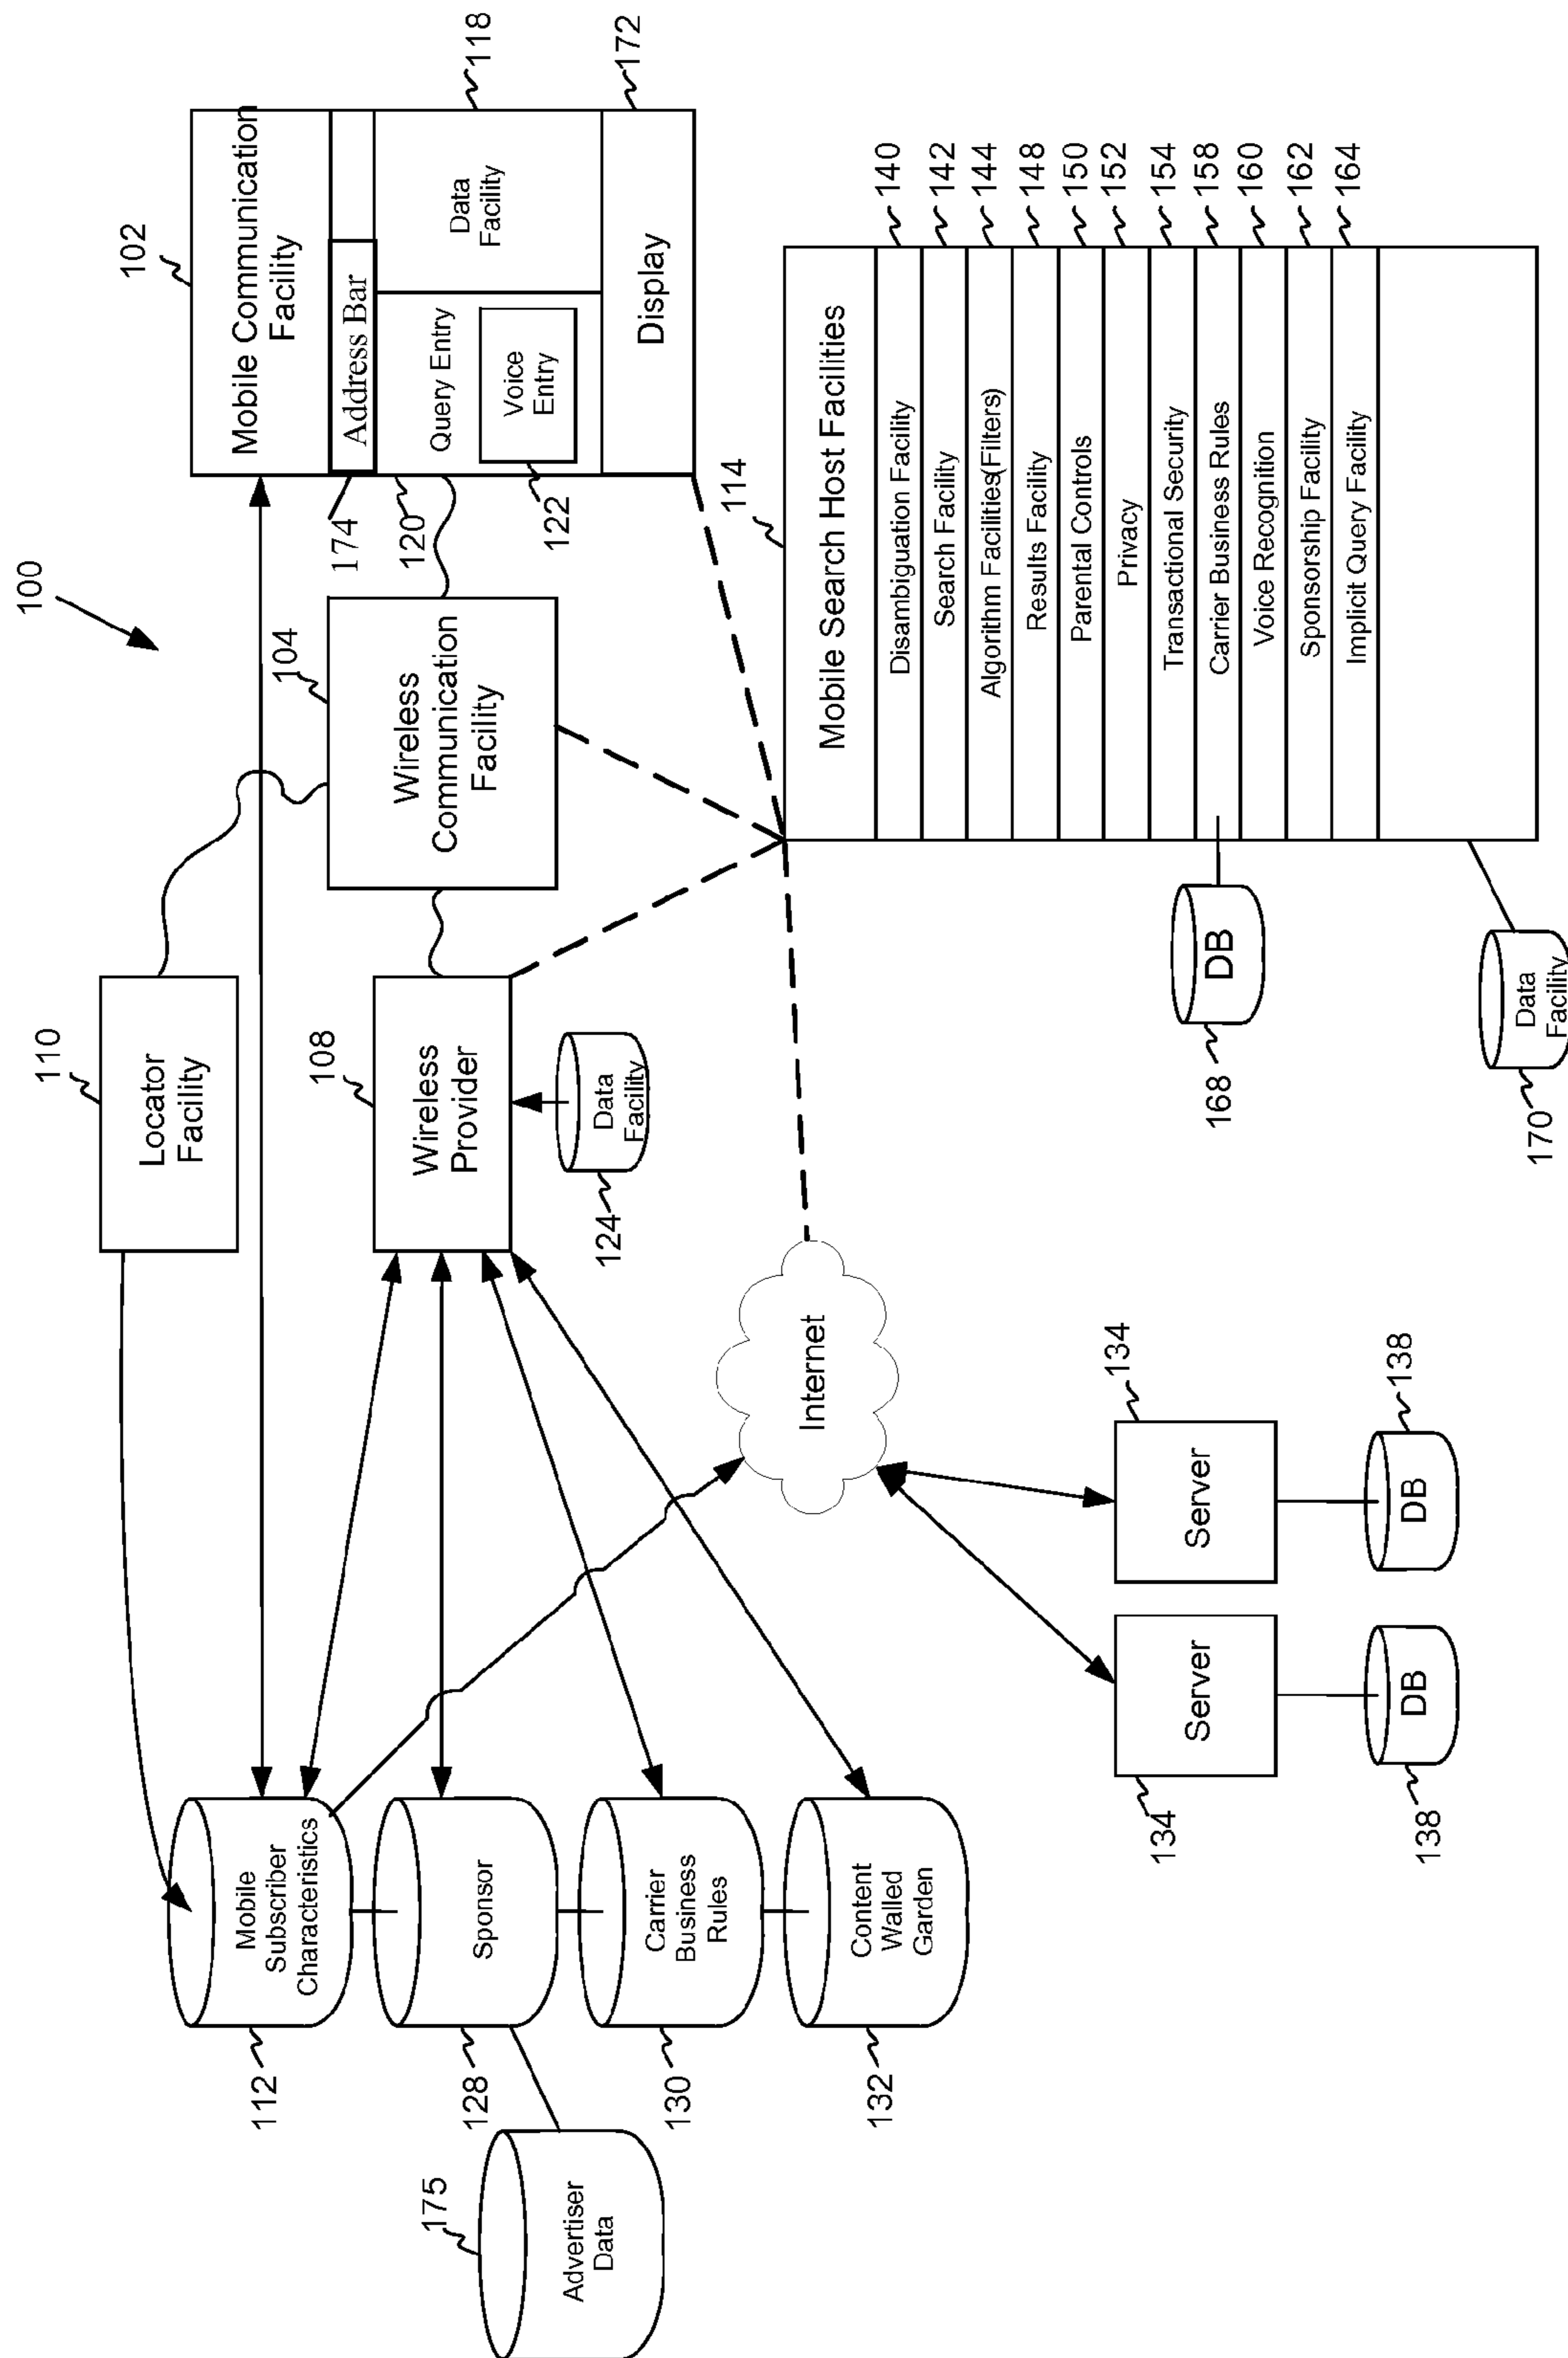 100
110
Locator
Facility
102
Mobile Communication
Facility
174
Address Bar
120
Query Entry
Voice
Entry
122
Data
Facility
118
Display
172
104
Wireless
Communication
Facility
108
Wireless
Provider
124
Data
Facility
112
Mobile
Subscriber
Characteristics
128
Sponsor
130
Carrier
Business
Rules
132
Content
Walled
Garden
175
Advertiser
Data
Internet
134
Server
138
DB
134
Server
138
DB
114
Mobile Search Host Facilities
Disambiguation Facility
140
Search Facility
142
Algorithm Facilities(Filters)
144
Results Facility
148
Parental Controls
150
Privacy
152
Transactional Security
154
Carrier Business Rules
158
Voice Recognition
160
Sponsorship Facility
162
Implicit Query Facility
164
168
DB
170
Data
Facility